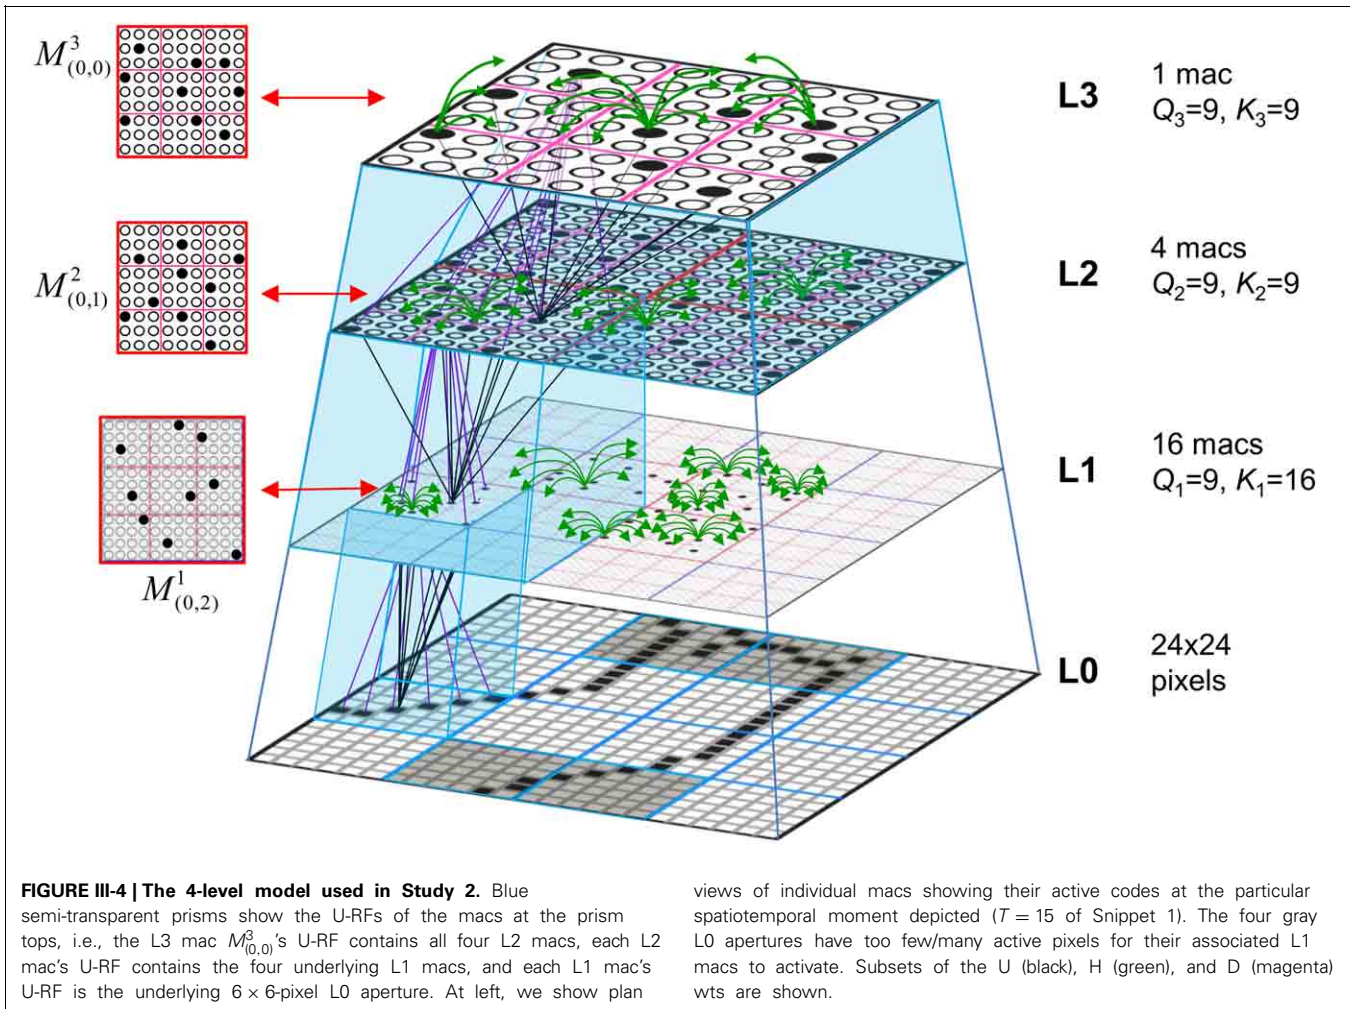 M³₍₀,₀₎
L3
1 mac
Q₃=9, K₃=9
M²₍₀,₁₎
L2
4 macs
Q₂=9, K₂=9
L1
16 macs
Q₁=9, K₁=16
M¹₍₀,₂₎
L0
24x24
pixels
FIGURE III-4 | The 4-level model used in Study 2. Blue
semi-transparent prisms show the U-RFs of the macs at the prism
tops, i.e., the L3 mac M³₍₀,₀₎'s U-RF contains all four L2 macs, each L2
mac's U-RF contains the four underlying L1 macs, and each L1 mac's
U-RF is the underlying 6 × 6-pixel L0 aperture. At left, we show plan
views of individual macs showing their active codes at the particular
spatiotemporal moment depicted (T = 15 of Snippet 1). The four gray
L0 apertures have too few/many active pixels for their associated L1
macs to activate. Subsets of the U (black), H (green), and D (magenta)
wts are shown.